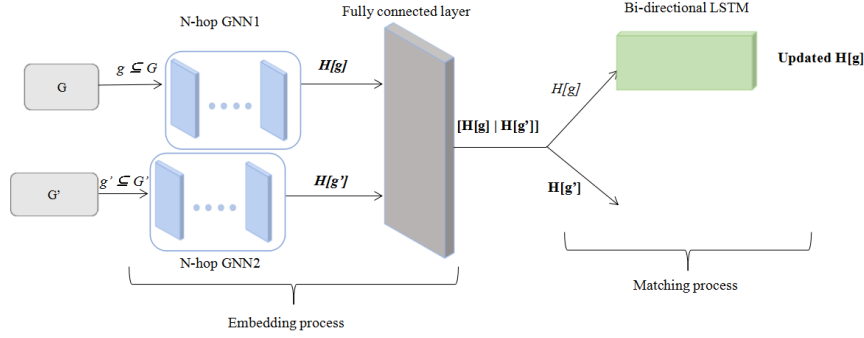 N-hop GNN1
Fully connected layer
Bi-directional LSTM
G
g ⊆ G
H[g]
Updated H[g]
H[g]
[H[g] | H[g’]]
G’
g’ ⊆ G’
H[g’]
H[g’]
N-hop GNN2
Embedding process
Matching process